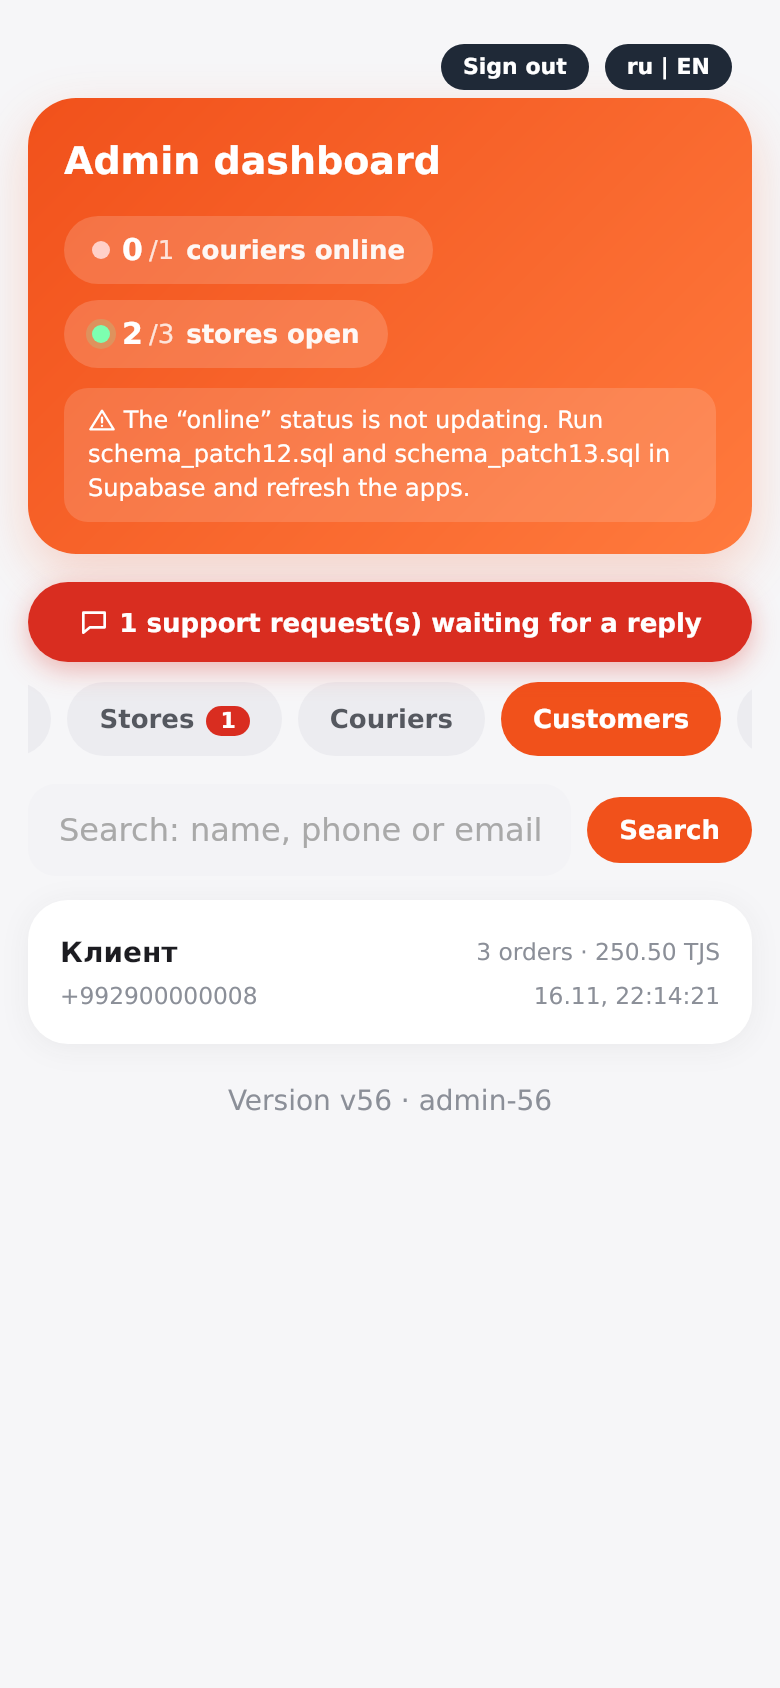 Sign out
ru | EN
Admin dashboard
0 /1 couriers online
2 /3 stores open
The “online” status is not updating. Run
schema_patch12.sql and schema_patch13.sql in
Supabase and refresh the apps.
1 support request(s) waiting for a reply
Stores 1
Couriers
Customers
Search: name, phone or email
Search
Клиент
3 orders · 250.50 TJS
+992900000008
16.11, 22:14:21
Version v56 · admin-56